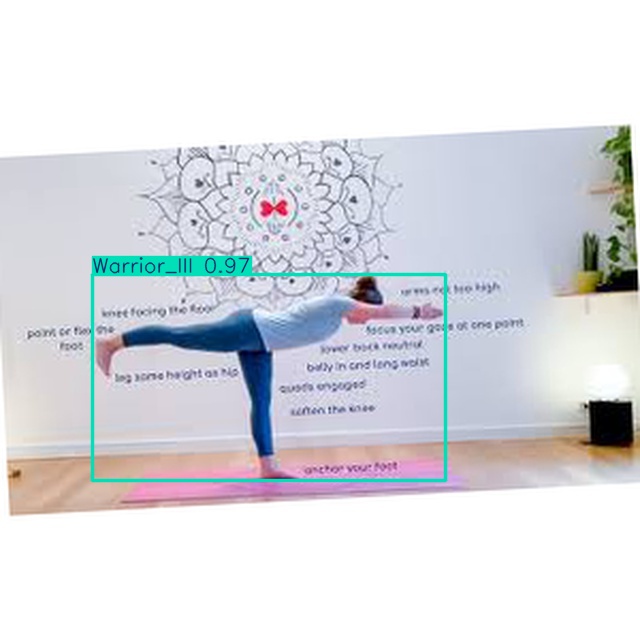 Warrior_III 0.97
arms not too high
knee facing the floor
point or flex the
foot
focus your gaze at one point
lower back neutral
belly in and long waist
leg same height as hip
quads engaged
soften the knee
anchor your foot